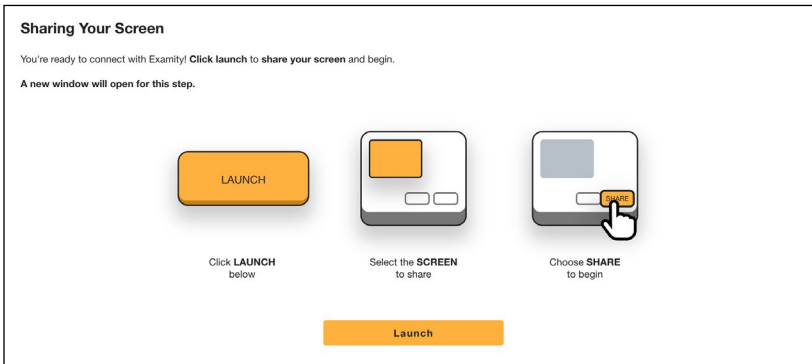 Sharing Your Screen
You're ready to connect with Examity! Click launch to share your screen and begin.
A new window will open for this step.
LAUNCH
SHARE
Click LAUNCH
below
Select the SCREEN
to share
Choose SHARE
to begin
Launch